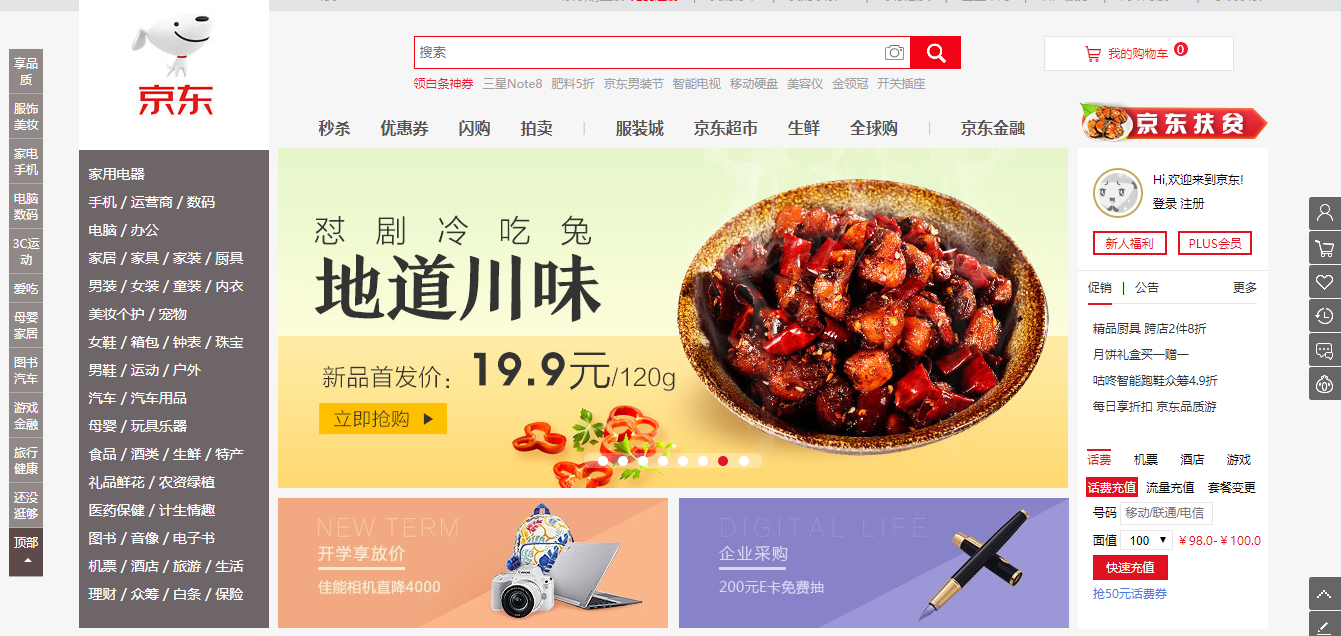 京东
搜索
我的购物车 0
领白条神券 三星Note8 肥料5折 京东男装节 智能电视 移动硬盘 美容仪 金领冠 开关插座
秒杀 优惠券 闪购 拍卖 | 服装城 京东超市 生鲜 全球购 | 京东金融
京东扶贫
享品质
服饰美妆
家电手机
电脑数码
3C运动
爱吃
母婴家居
图书汽车
游戏金融
旅行健康
还没逛够
顶部
家用电器
手机 / 运营商 / 数码
电脑 / 办公
家居 / 家具 / 家装 / 厨具
男装 / 女装 / 童装 / 内衣
美妆个护 / 宠物
女鞋 / 箱包 / 钟表 / 珠宝
男鞋 / 运动 / 户外
汽车 / 汽车用品
母婴 / 玩具乐器
食品 / 酒类 / 生鲜 / 特产
礼品鲜花 / 农资绿植
医药保健 / 计生情趣
图书 / 音像 / 电子书
机票 / 酒店 / 旅游 / 生活
理财 / 众筹 / 白条 / 保险
怼剧冷吃兔
地道川味
新品首发价：19.9元/120g
立即抢购
NEW TERM
开学享放价
佳能相机直降4000
Canon
DIGITAL LIFE
企业采购
200元E卡免费抽
Hi,欢迎来到京东!
登录 注册
新人福利 PLUS会员
促销 | 公告 更多
精品厨具 跨店2件8折
月饼礼盒买一赠一
咕咚智能跑鞋众筹4.9折
每日享折扣 京东品质游
话费 机票 酒店 游戏
话费充值 流量充值 套餐变更
号码 移动/联通/电信
面值 100 ￥98.0-￥100.0
快速充值
抢50元话费券